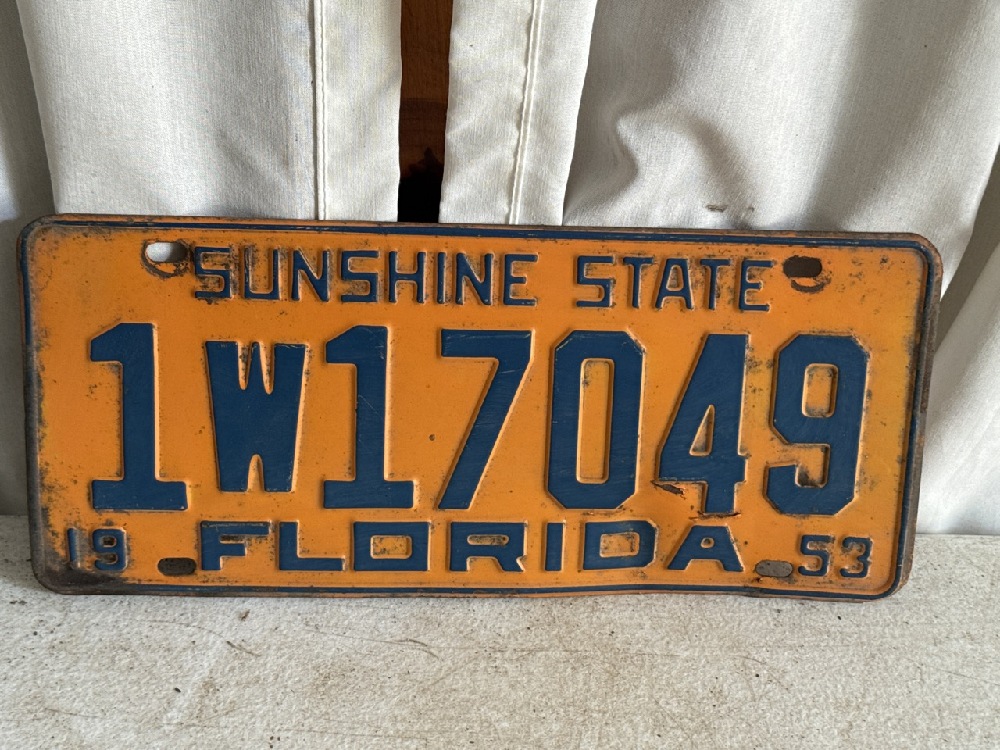 SUNSHINE STATE
1W17049
19 FLORIDA 53